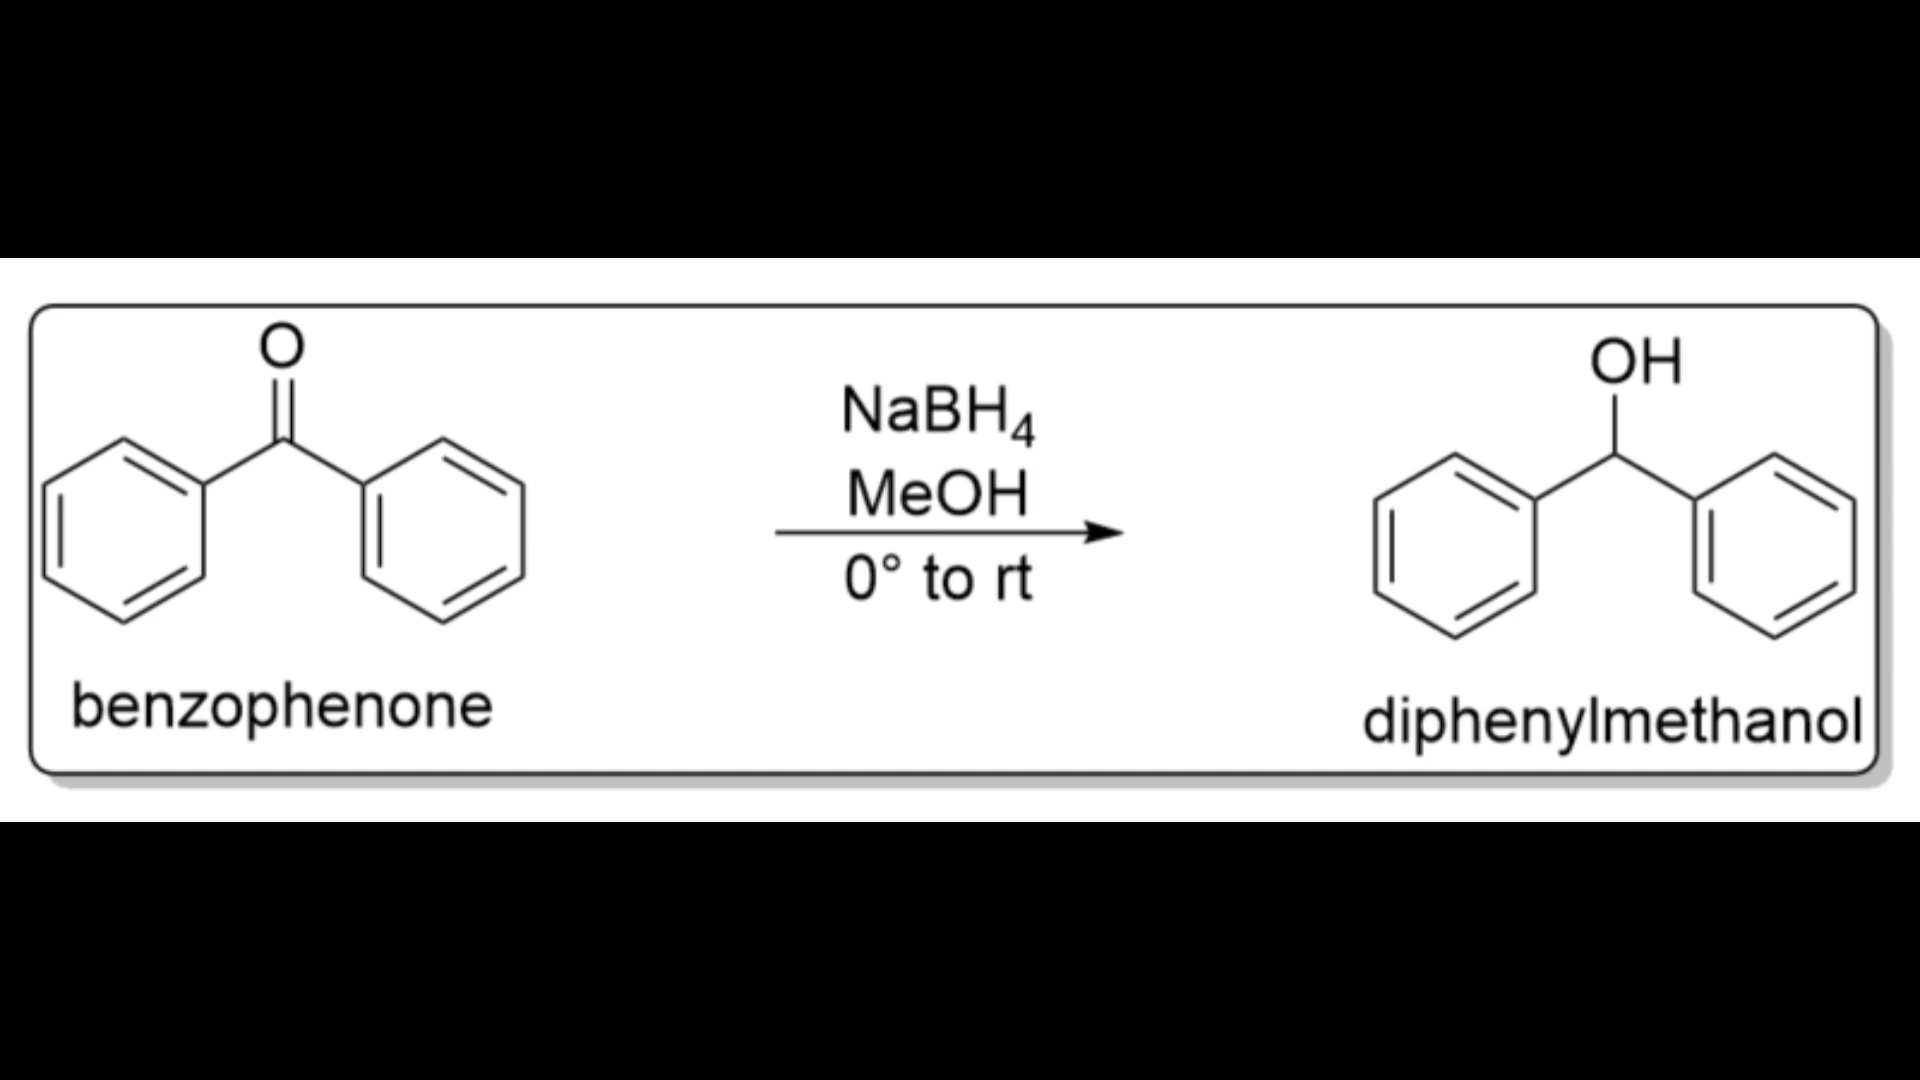 O
OH
NaBH₄
MeOH
0° to rt
benzophenone
diphenylmethanol